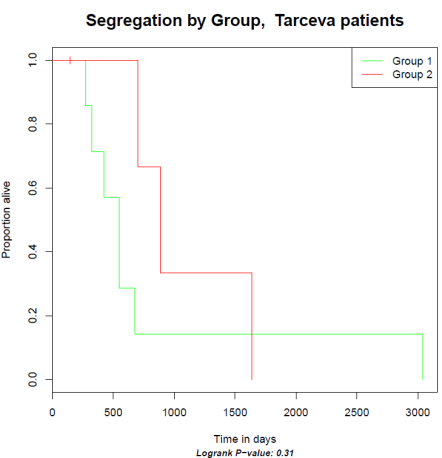 Segregation by Group,  Tarceva patients
Group 1
Group 2
Proportion alive
1.0
0.8
0.6
0.4
0.2
0.0
0 500 1000 1500 2000 2500 3000
Time in days
Logrank P−value: 0.31